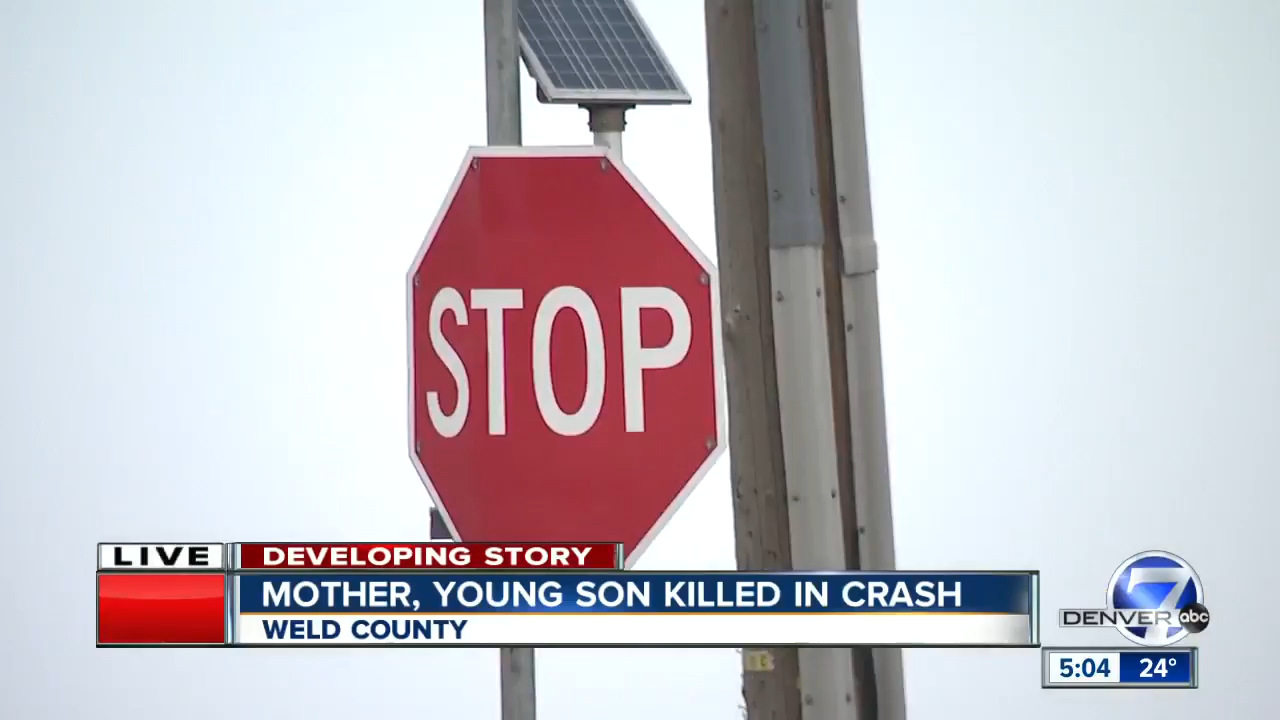 STOP
LIVE
DEVELOPING STORY
MOTHER, YOUNG SON KILLED IN CRASH
WELD COUNTY
7
DENVER abc
5:04 24°